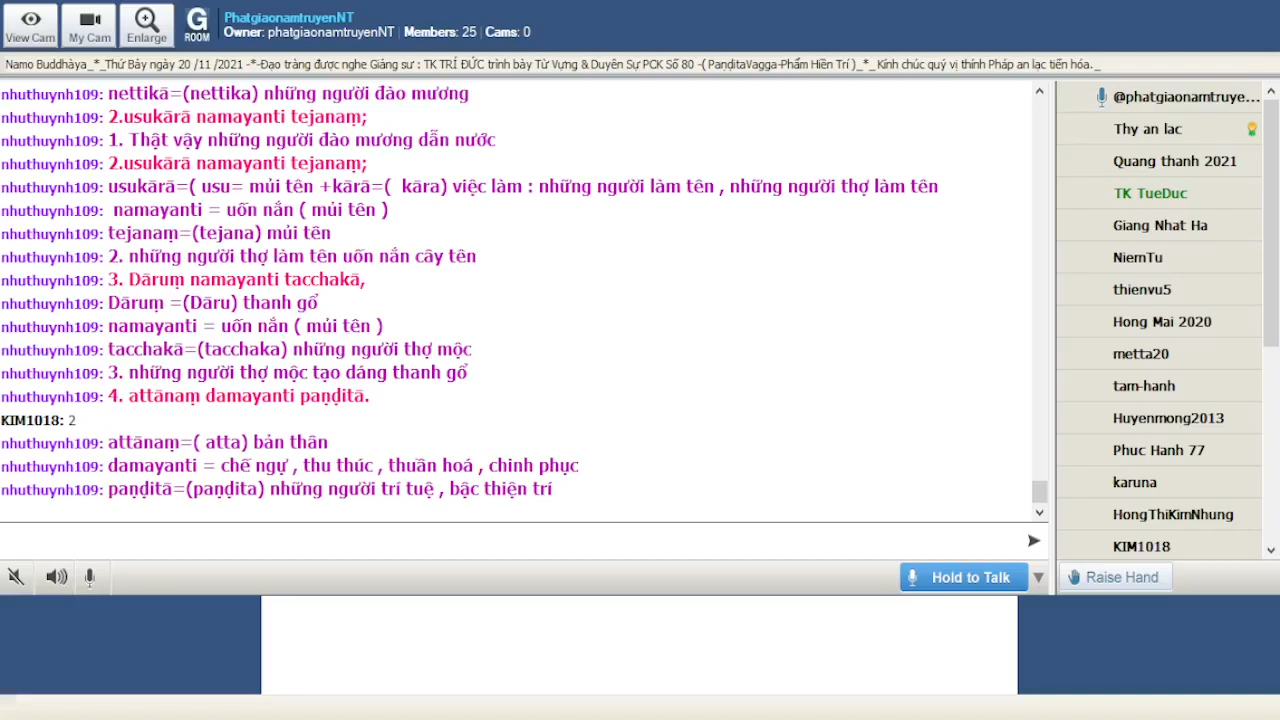 View Cam
My Cam
Enlarge
G
ROOM
PhatgiaonamtruyenNT
Owner: phatgiaonamtruyenNT | Members: 25 | Cams: 0
Namo Buddhàya_*_Thứ Bảy ngày 20 /11 /2021 -*-Đạo tràng được nghe Giảng sư : TK TRÍ ĐỨC trình bày Từ Vựng & Duyên Sự PCK Số 80 -( PaṇḍitaVagga-Phẩm Hiền Trí )_*_ Kính chúc quý vị thính Pháp an lạc tiến hóa._
nhuthuynh109: nettikā=(nettika) những người đào mương
nhuthuynh109: 2.usukārā namayanti tejanaṃ;
nhuthuynh109: 1. Thật vậy những người đào mương dẫn nước
nhuthuynh109: 2.usukārā namayanti tejanaṃ;
nhuthuynh109: usukārā=( usu= mủi tên +kārā=(  kāra) việc làm : những người làm tên , những người thợ làm tên
nhuthuynh109:  namayanti = uốn nắn ( mủi tên )
nhuthuynh109: tejanaṃ=(tejana) mủi tên
nhuthuynh109: 2. những người thợ làm tên uốn nắn cây tên
nhuthuynh109: 3. Dāruṃ namayanti tacchakā,
nhuthuynh109: Dāruṃ =(Dāru) thanh gổ
nhuthuynh109: namayanti = uốn nắn ( mủi tên )
nhuthuynh109: tacchakā=(tacchaka) những người thợ mộc
nhuthuynh109: 3. những người thợ mộc tạo dáng thanh gổ
nhuthuynh109: 4. attānaṃ damayanti paṇḍitā.
KIM1018: 2
nhuthuynh109: attānaṃ=( atta) bản thân
nhuthuynh109: damayanti = chế ngự , thu thúc , thuần hoá , chinh phục
nhuthuynh109: paṇḍitā=(paṇḍita) những người trí tuệ , bậc thiện trí
@phatgiaonamtruye...
Thy an lac
Quang thanh 2021
TK TueDuc
Giang Nhat Ha
NiemTu
thienvu5
Hong Mai 2020
metta20
tam-hanh
Huyenmong2013
Phuc Hanh 77
karuna
HongThiKimNhung
KIM1018
Hold to Talk
Raise Hand